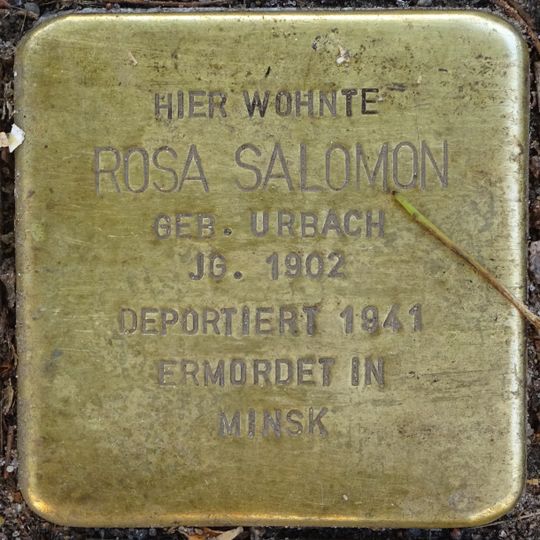 HIER WOHNTE
ROSA SALOMON
GEB. URBACH
JG. 1902
DEPORTIERT 1941
ERMORDET IN
MINSK